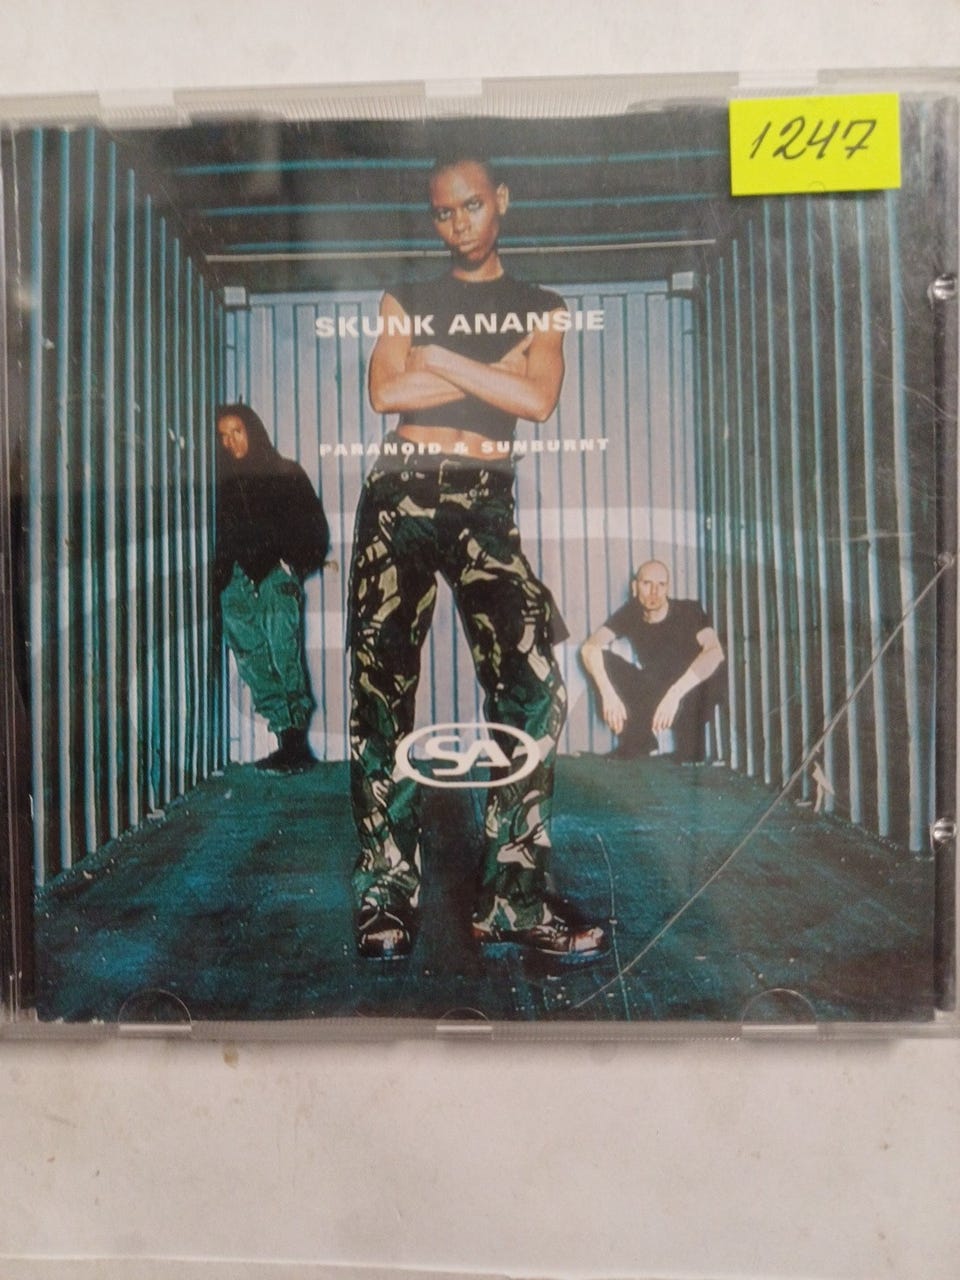 1247
SKUNK ANANSIE
PARANOID & SUNBURNT
SA